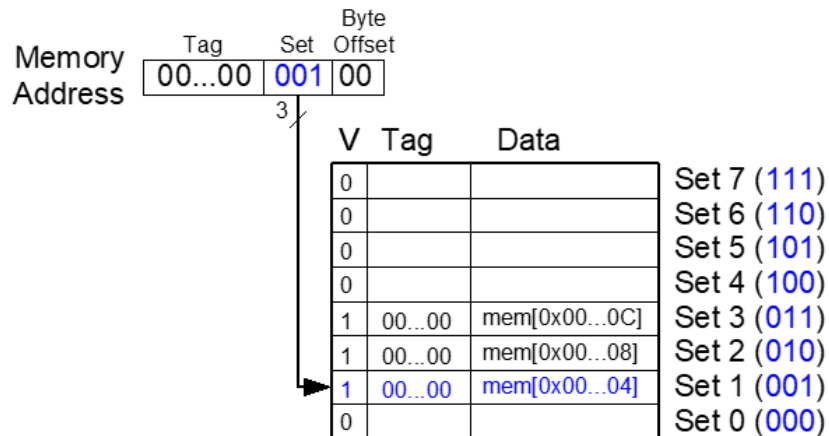 Byte
Tag Set Offset
Memory Address
00...00 001 00
3
V Tag Data
0 Set 7 (111)
0 Set 6 (110)
0 Set 5 (101)
0 Set 4 (100)
1 00...00 mem[0x00...0C] Set 3 (011)
1 00...00 mem[0x00...08] Set 2 (010)
1 00...00 mem[0x00...04] Set 1 (001)
0 Set 0 (000)